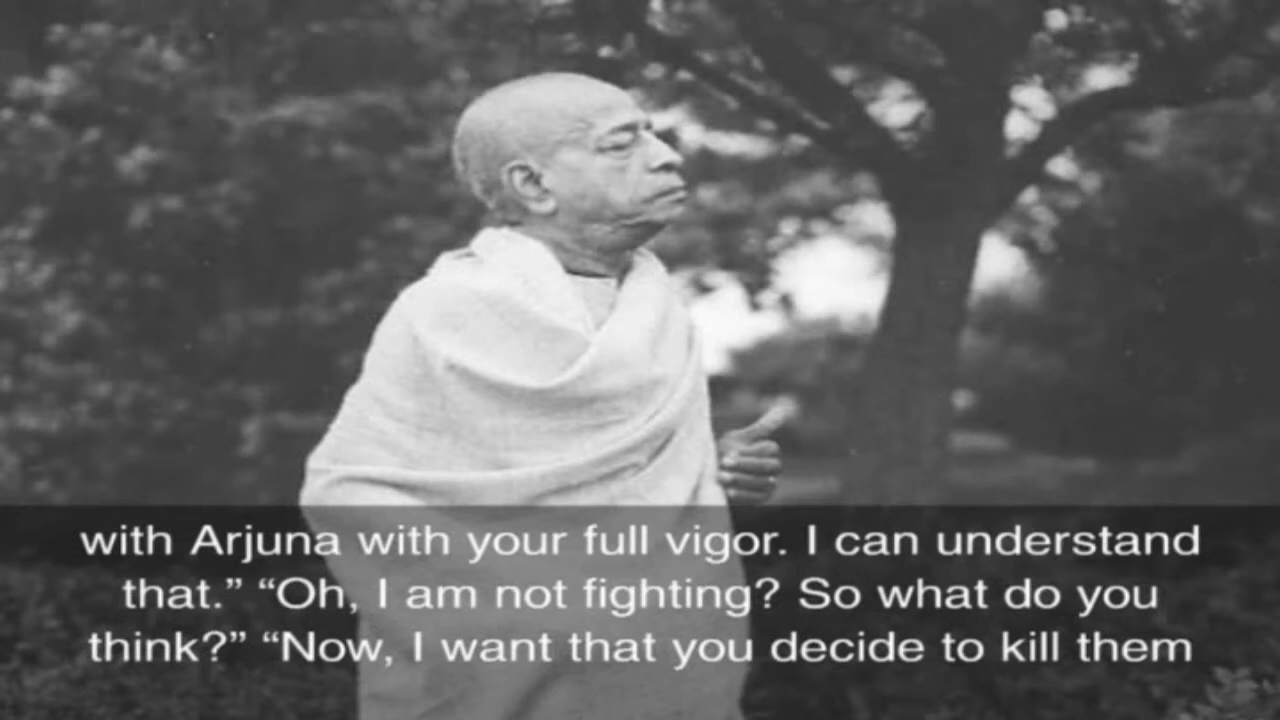 with Arjuna with your full vigor. I can understand
that.” “Oh, I am not fighting? So what do you
think?” “Now, I want that you decide to kill them